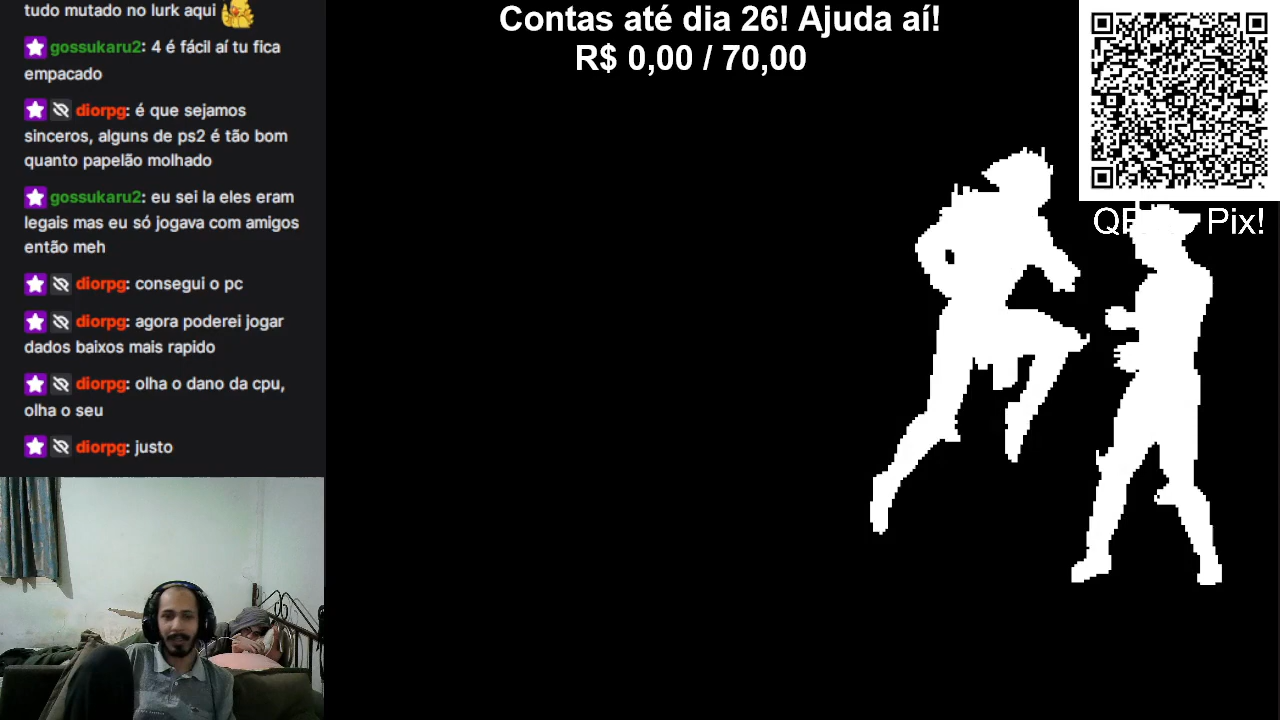 tudo mutado no lurk aqui
gossukaru2: 4 é fácil aí tu fica
empacado
diorpg: é que sejamos
sinceros, alguns de ps2 é tão bom
quanto papelão molhado
gossukaru2: eu sei la eles eram
legais mas eu só jogava com amigos
então meh
diorpg: consegui o pc
diorpg: agora poderei jogar
dados baixos mais rapido
diorpg: olha o dano da cpu,
olha o seu
diorpg: justo
Contas até dia 26! Ajuda aí!
R$ 0,00 / 70,00
Pix!